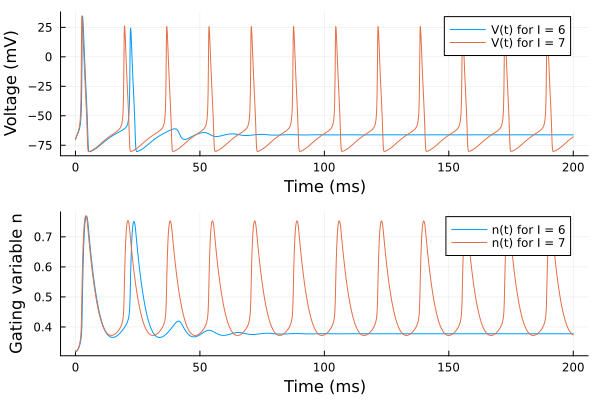 Voltage (mV)
25
0
−25
−50
−75
V(t) for I = 6
V(t) for I = 7
0
50
100
150
200
Time (ms)
Gating variable n
0.7
0.6
0.5
0.4
n(t) for I = 6
n(t) for I = 7
0
50
100
150
200
Time (ms)